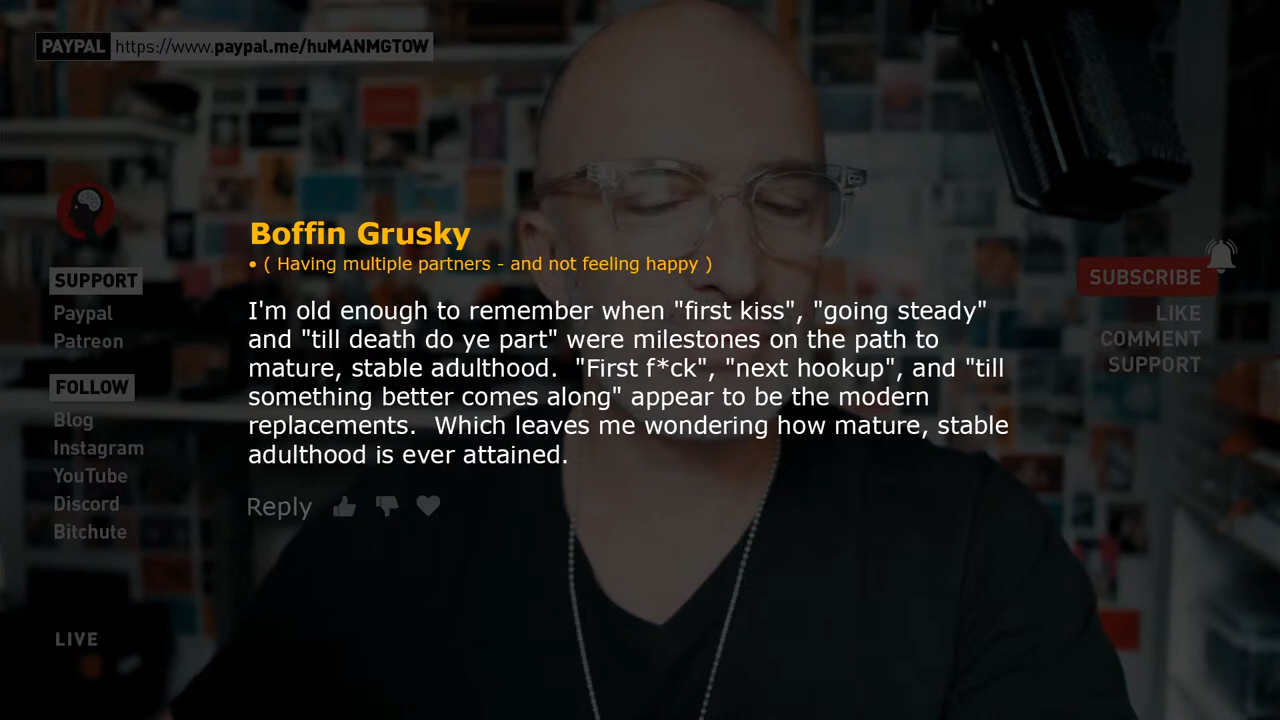 PAYPAL https://www.paypal.me/huMANMGTOW
Boffin Grusky
• ( Having multiple partners - and not feeling happy )
I'm old enough to remember when "first kiss", "going steady"
and "till death do ye part" were milestones on the path to
mature, stable adulthood.  "First f*ck", "next hookup", and "till
something better comes along" appear to be the modern
replacements.  Which leaves me wondering how mature, stable
adulthood is ever attained.
Reply
SUPPORT
Paypal
Patreon
FOLLOW
Blog
Instagram
YouTube
Discord
Bitchute
LIVE
SUBSCRIBE
LIKE
COMMENT
SUPPORT